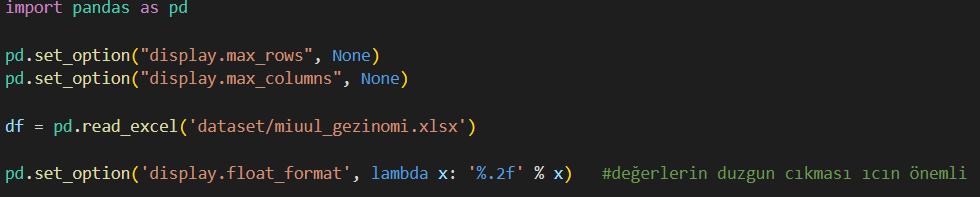 import pandas as pd
pd.set_option("display.max_rows", None)
pd.set_option("display.max_columns", None)
df = pd.read_excel('dataset/miuul_gezinomi.xlsx')
pd.set_option('display.float_format', lambda x: '%.2f' % x)   #değerlerin duzgun cıkması ıcın önemli